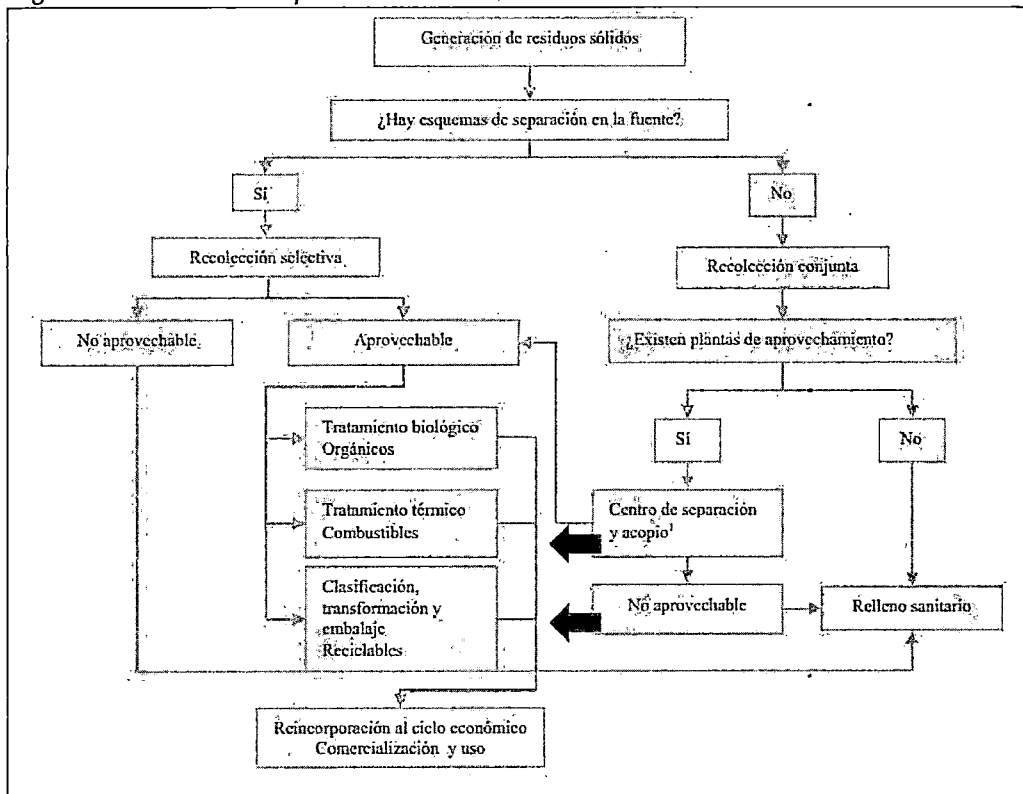 Generación de residuos sólidos
¿Hay esquemas de separación en la fuente?
Sí
No
Recolección selectiva
Recolección conjunta
No aprovechable
Aprovechable
¿Existen plantas de aprovechamiento?
Sí
No
Tratamiento biológico
Orgánicos
Tratamiento térmico
Combustibles
Centro de separación
y acopio¹
Clasificación,
transformación y
embalaje
Reciclables
No aprovechable
Relleno sanitario
Reincorporación al ciclo económico
Comercialización y uso